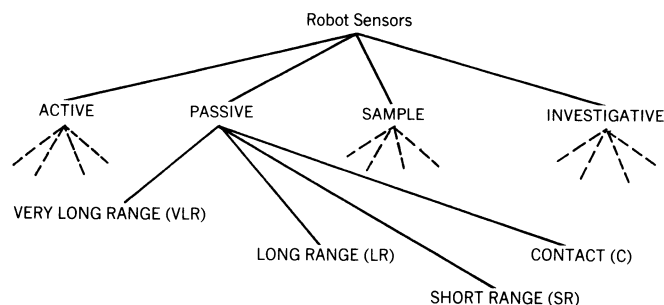 Robot Sensors
ACTIVE
PASSIVE
SAMPLE
INVESTIGATIVE
VERY LONG RANGE (VLR)
LONG RANGE (LR)
CONTACT (C)
SHORT RANGE (SR)